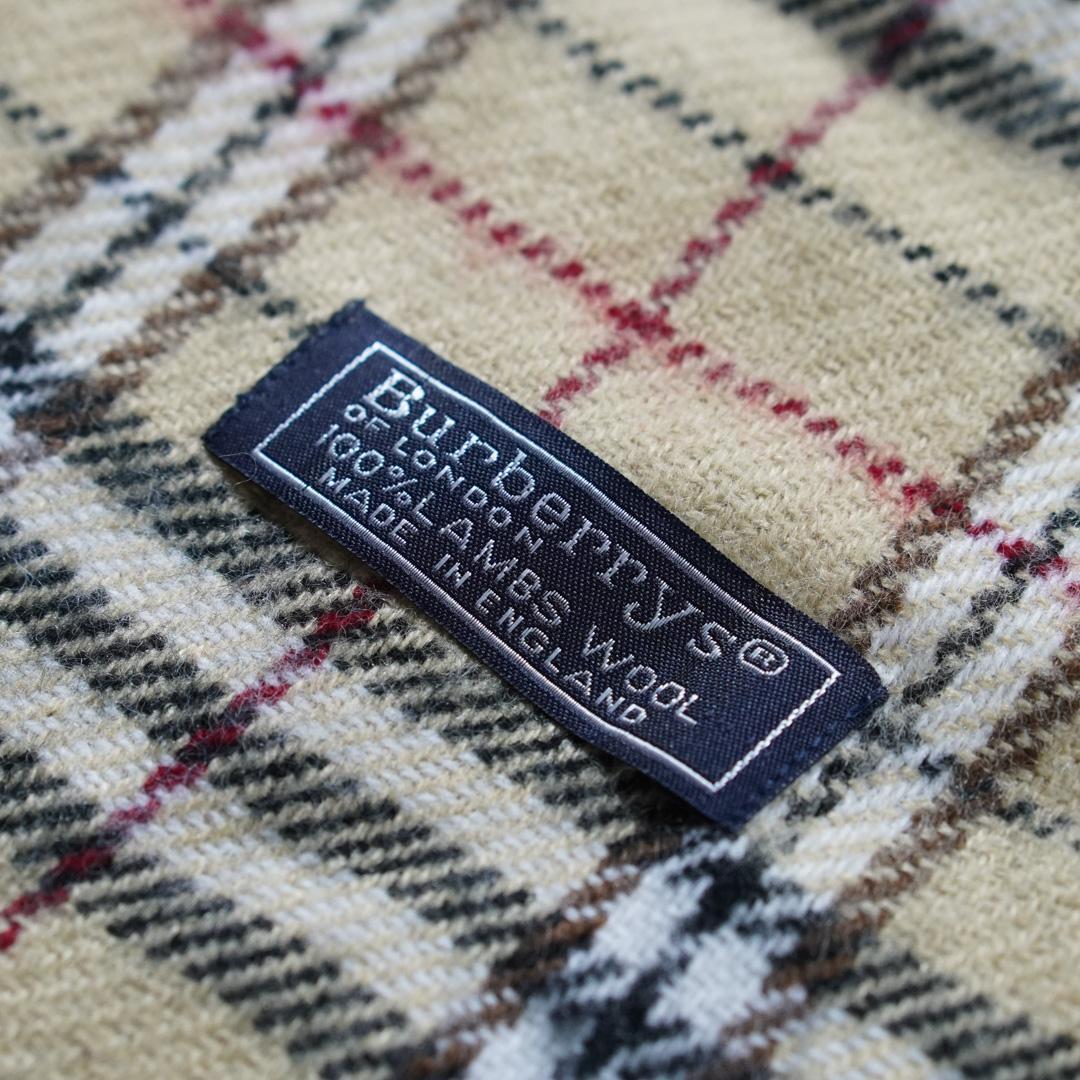 Burberrys®
OF LONDON
100% LAMBS WOOL
MADE IN ENGLAND